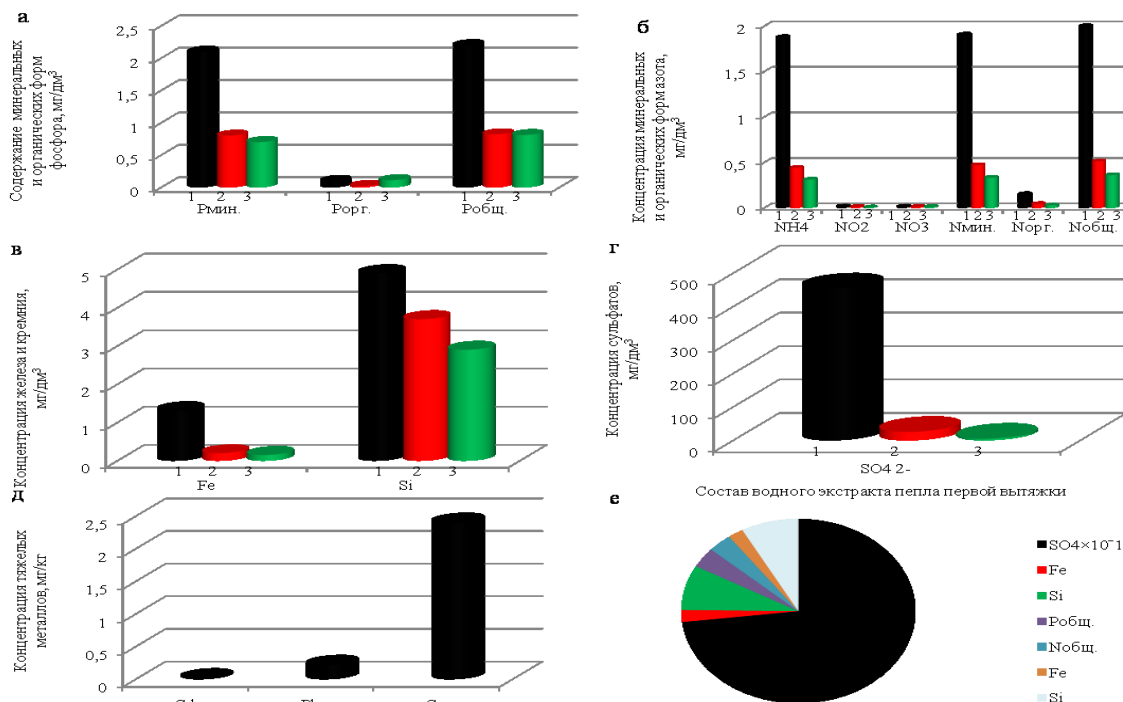 а
Содержание минеральных
и органических форм
фосфора, мг/дм³
2,5
2
1,5
1
0,5
0
1 2 3 1 2 3 1 2 3
Рмин. Рорг. Робщ.
б
Концентрация минеральных
и органических форм азота,
мг/дм³
2
1,5
1
0,5
0
1 2 3 1 2 3 1 2 3 1 2 3 1 2 3 1 2 3
NH4 NO2 NO3 Nмин. Nорг. Nобщ.
в
Концентрация железа и кремния,
мг/дм³
5
4
3
2
1
0
1 2 3 1 2 3
Fe Si
г
Концентрация сульфатов,
мг/дм³
500
400
300
200
100
0
1 2 3
SO4 2-
д
Концентрация тяжелых
металлов, мг/кг
2,5
2
1,5
1
0,5
0
Состав водного экстракта пепла первой вытяжки
е
SO4×10⁻1
Fe
Si
Робщ.
Nобщ.
Fe
Si